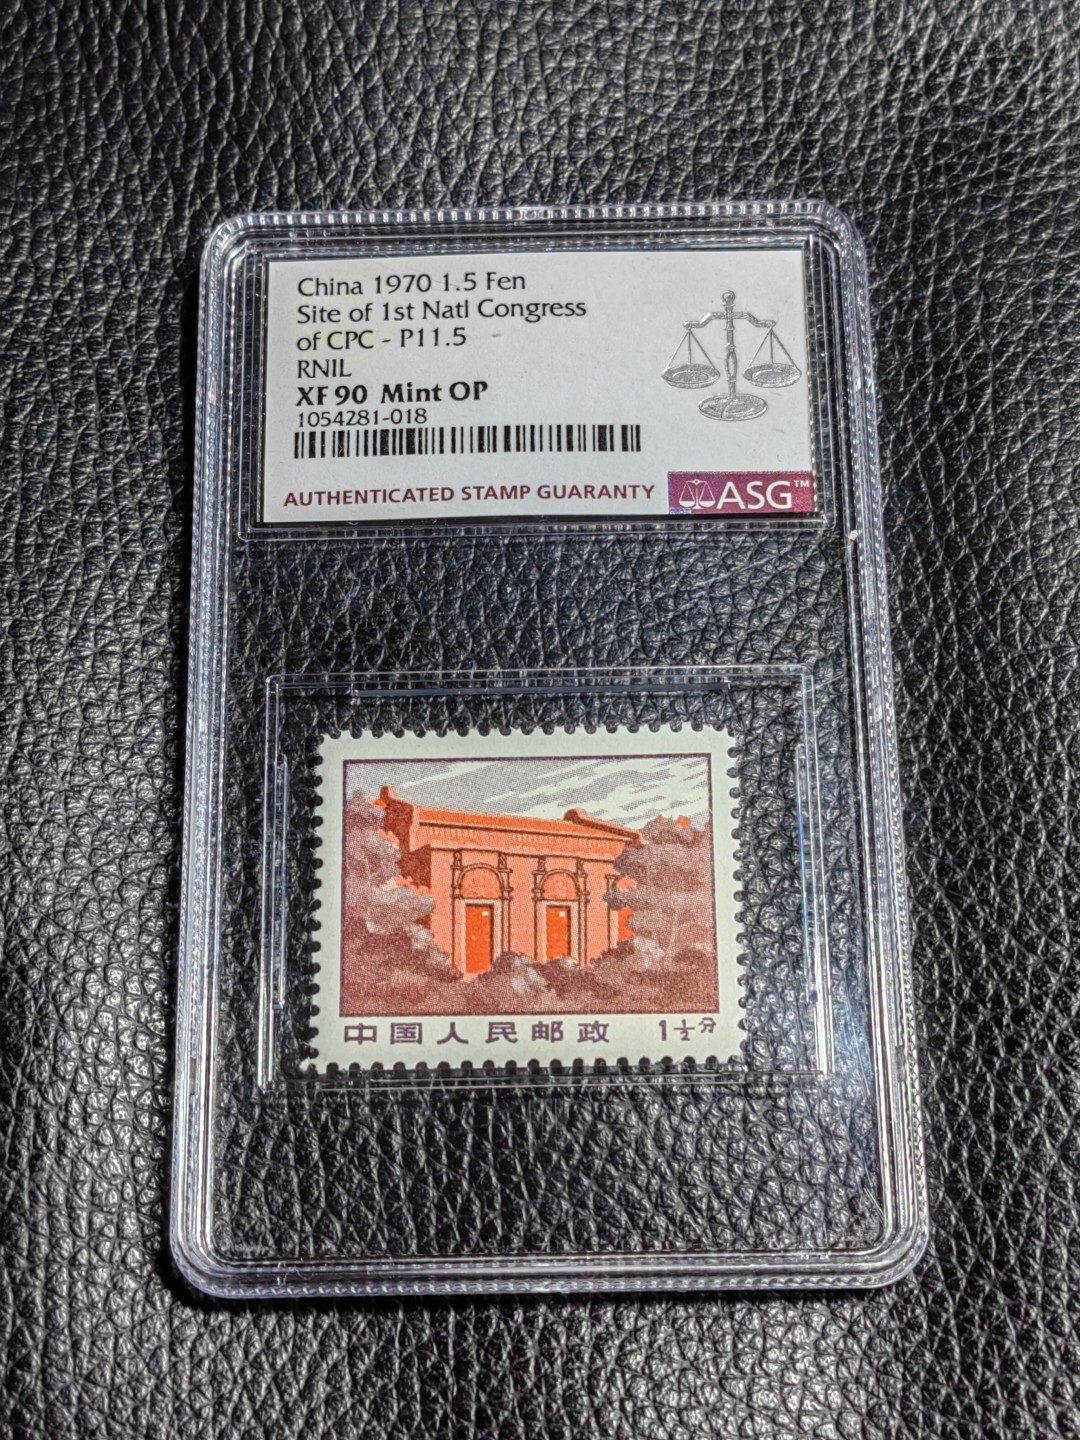 China 1970 1.5 Fen
Site of 1st Natl Congress
of CPC - P11.5
RNIL
XF 90 Mint OP
1054281-018
AUTHENTICATED STAMP GUARANTY
ASG™
中国人民邮政 1½分